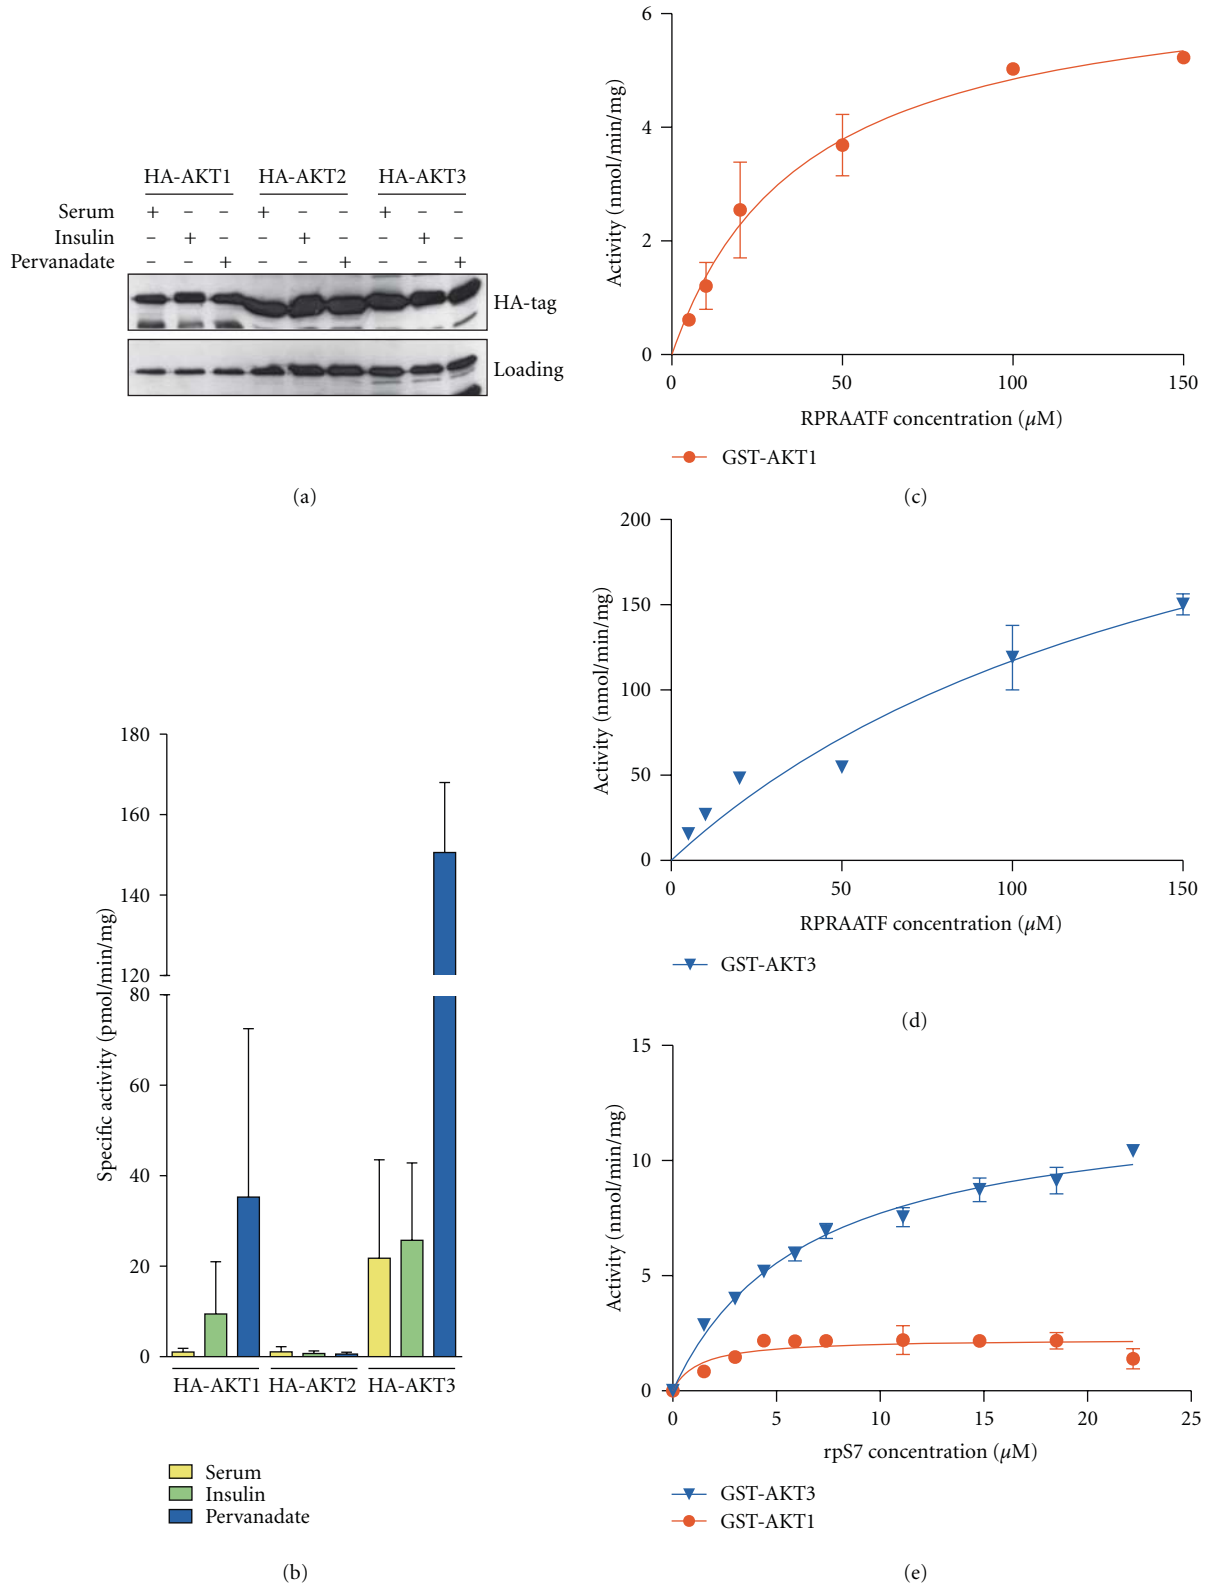 HA-AKT1 HA-AKT2 HA-AKT3
Serum + − − + − − + − −
Insulin − + − − + − − + −
Pervanadate − − + − − + − − +
HA-tag
Loading
(a)
180
160
140
120
80
60
40
20
0
Specific activity (pmol/min/mg)
HA-AKT1 HA-AKT2 HA-AKT3
Serum
Insulin
Pervanadate
(b)
6
4
2
0
Activity (nmol/min/mg)
0 50 100 150
RPRAATF concentration (μM)
GST-AKT1
(c)
200
150
100
50
0
Activity (nmol/min/mg)
0 50 100 150
RPRAATF concentration (μM)
GST-AKT3
(d)
15
10
5
0
Activity (nmol/min/mg)
0 5 10 15 20 25
rpS7 concentration (μM)
GST-AKT3
GST-AKT1
(e)